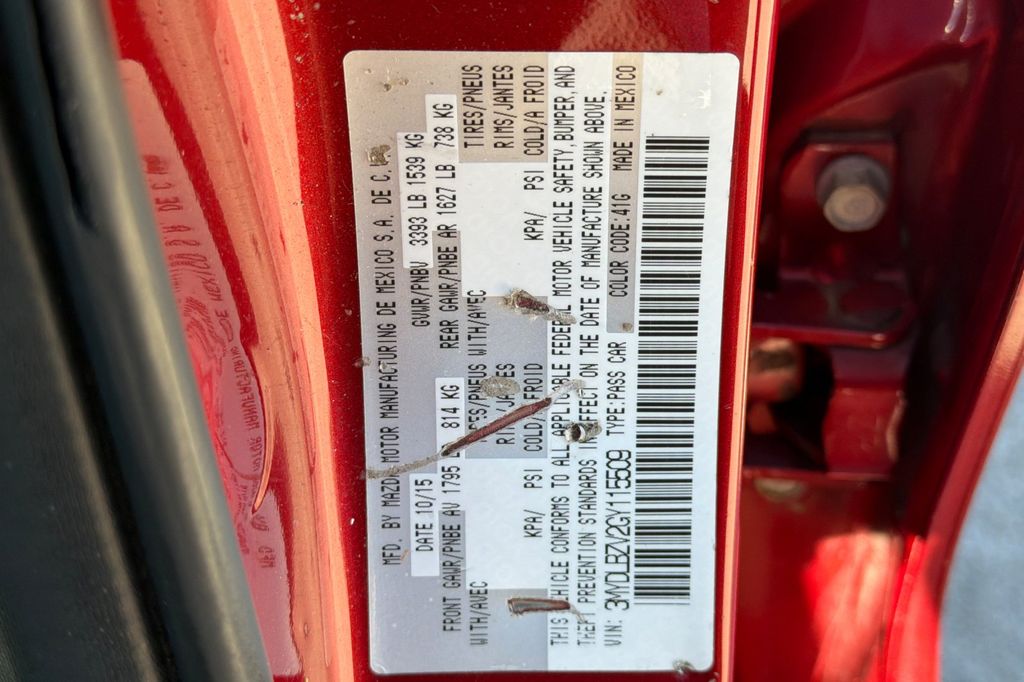 MFD. BY MAZDA MOTOR MANUFACTURING DE MEXICO S.A. DE C.V.
DATE 10/15 GVWR/PNBV 3393 LB 1539 KG
FRONT GAWR/PNBE AV 1795 L 814 KG REAR GAWR/PNBE AR 1627 LB 738 KG
WITH/AVEC TIRES/PNEUS WITH/AVEC TIRES/PNEUS
RIMS/JANTES RIMS/JANTES
KPA/ PSI COLD/A FROID KPA/ PSI COLD/A FROID
THIS VEHICLE CONFORMS TO ALL APPLICABLE FEDERAL MOTOR VEHICLE SAFETY, BUMPER, AND
THEFT PREVENTION STANDARDS IN EFFECT ON THE DATE OF MANUFACTURE SHOWN ABOVE.
VIN: 3MYDLBZV2GY115509 TYPE:PASS CAR COLOR CODE:41G MADE IN MEXICO